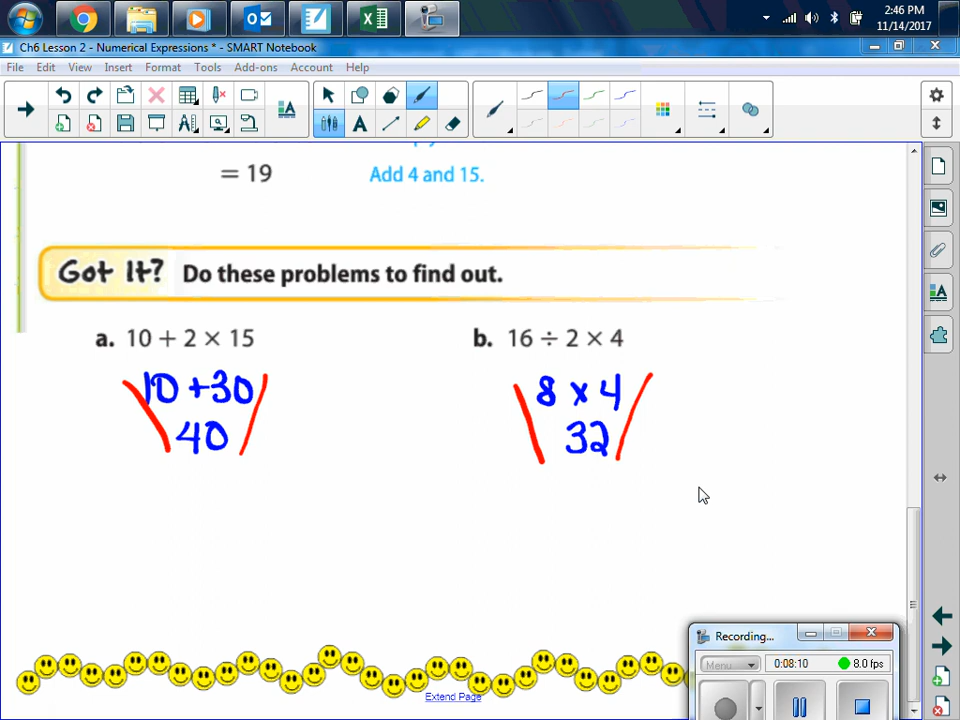 2:46 PM
11/14/2017
Ch6 Lesson 2 - Numerical Expressions * - SMART Notebook
File Edit View Insert Format Tools Add-ons Account Help
= 19 Add 4 and 15.
Got It? Do these problems to find out.
a. 10 + 2 × 15 b. 16 ÷ 2 × 4
10 + 30 8 x 4
40 32
Recording...
Menu 0:08:10 8.0 fps
Extend Page